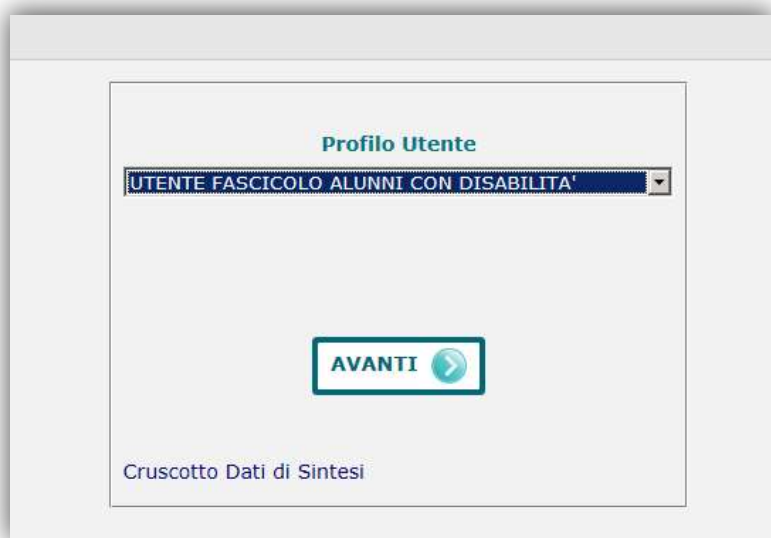 Profilo Utente
UTENTE FASCICOLO ALUNNI CON DISABILITA'
AVANTI
Cruscotto Dati di Sintesi